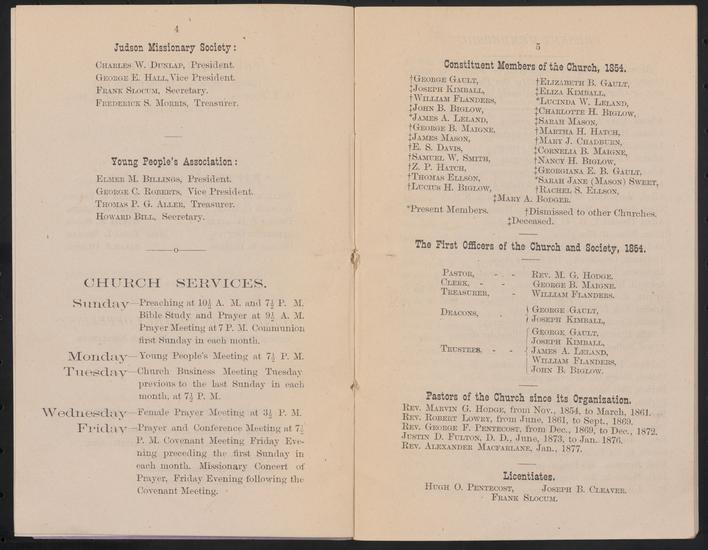 4
Judson Missionary Society:
CHARLES W. DUNLAP, President.
GEORGE E. HALL, Vice President.
FRANK SLOCUM, Secretary.
FREDERICK S. MORRIS, Treasurer.
Young People's Association:
ELMER M. BILLINGS, President.
GEORGE C. ROBERTS, Vice President.
THOMAS P. G. ALLER, Treasurer.
HOWARD BILL, Secretary.
CHURCH SERVICES.
Sunday—Preaching at 10½ A. M. and 7½ P. M.
Bible Study and Prayer at 9½ A. M.
Prayer Meeting at 7 P. M. Communion
first Sunday in each month.
Monday—Young People's Meeting at 7½ P. M.
Tuesday—Church Business Meeting Tuesday
previous to the last Sunday in each
month, at 7½ P. M.
Wednesday—Female Prayer Meeting at 3½ P. M.
Friday—Prayer and Conference Meeting at 7½
P. M. Covenant Meeting Friday Eve-
ning preceding the first Sunday in
each month. Missionary Concert of
Prayer, Friday Evening following the
Covenant Meeting.
5
Constituent Members of the Church, 1854.
†GEORGE GAULT, †ELIZABETH B. GAULT,
‡JOSEPH KIMBALL, ‡ELIZA KIMBALL,
†WILLIAM FLANDERS, *LUCINDA W. LELAND,
‡JOHN B. BIGLOW, ‡CHARLOTTE H. BIGLOW,
*JAMES A. LELAND, ‡SARAH MASON,
†GEORGE B. MAIGNE, †MARTHA H. HATCH,
‡JAMES MASON, †MARY J. CHADBURN,
†E. S. DAVIS, ‡CORNELIA B. MAIGNE,
†SAMUEL W. SMITH, †NANCY H. BIGLOW,
†Z. P. HATCH, ‡GEORGIANA E. B. GAULT,
†THOMAS ELLSON, *SARAH JANE (MASON) SWEET,
†LUCIUS H. BIGLOW, †RACHEL S. ELLSON,
‡MARY A. BODGER.
*Present Members. †Dismissed to other Churches.
‡Deceased.
The First Officers of the Church and Society, 1854.
PASTOR, - - REV. M. G. HODGE.
CLERK, - - GEORGE B. MAIGNE.
TREASURER, - WILLIAM FLANDERS.
DEACONS, . { GEORGE GAULT,
JOSEPH KIMBALL,
GEORGE GAULT,
JOSEPH KIMBALL,
TRUSTEES, - - { JAMES A. LELAND,
WILLIAM FLANDERS,
JOHN B. BIGLOW.
Pastors of the Church since its Organization.
REV. MARVIN G. HODGE, from Nov., 1854, to March, 1861.
REV. ROBERT LOWRY, from June, 1861, to Sept., 1869.
REV. GEORGE F. PENTECOST, from Dec., 1869, to Dec., 1872.
JUSTIN D. FULTON, D. D., June, 1873, to Jan. 1876.
REV. ALEXANDER MACFARLANE, Jan., 1877.
Licentiates.
HUGH O. PENTECOST, JOSEPH B. CLEAVER.
FRANK SLOCUM.